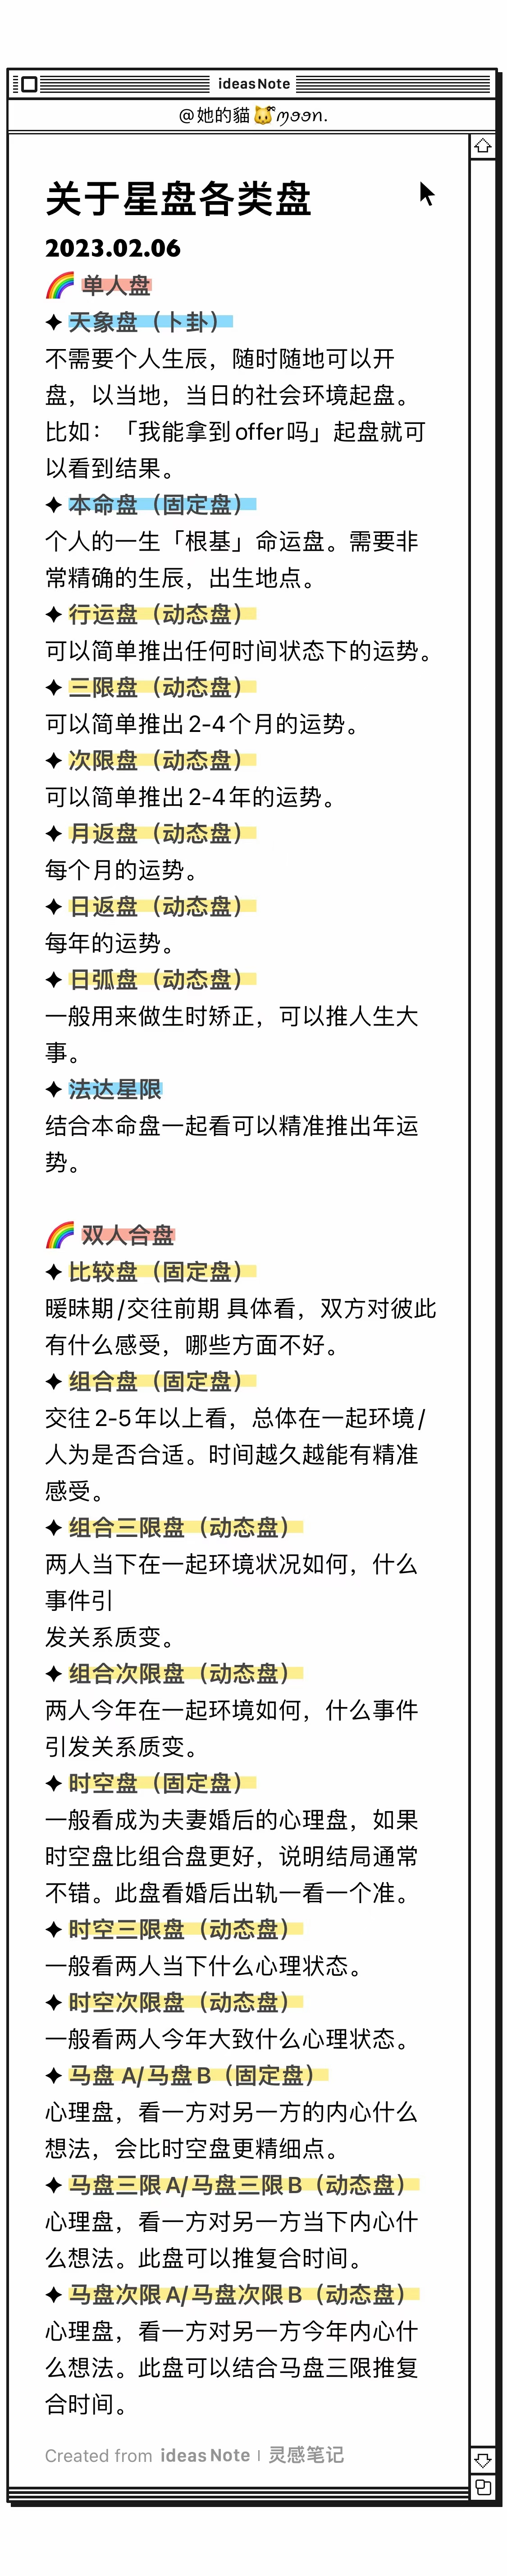 ideasNote
@她的貓🐱moon.
关于星盘各类盘
2023.02.06
🌈 单人盘
✦ 天象盘（卜卦）
不需要个人生辰，随时随地可以开
盘，以当地，当日的社会环境起盘。
比如：「我能拿到offer吗」起盘就可
以看到结果。
✦ 本命盘（固定盘）
个人的一生「根基」命运盘。需要非
常精确的生辰，出生地点。
✦ 行运盘（动态盘）
可以简单推出任何时间状态下的运势。
✦ 三限盘（动态盘）
可以简单推出2-4个月的运势。
✦ 次限盘（动态盘）
可以简单推出2-4年的运势。
✦ 月返盘（动态盘）
每个月的运势。
✦ 日返盘（动态盘）
每年的运势。
✦ 日弧盘（动态盘）
一般用来做生时矫正，可以推人生大
事。
✦ 法达星限
结合本命盘一起看可以精准推出年运
势。
🌈 双人合盘
✦ 比较盘（固定盘）
暧昧期/交往前期 具体看，双方对彼此
有什么感受，哪些方面不好。
✦ 组合盘（固定盘）
交往2-5年以上看，总体在一起环境/
人为是否合适。时间越久越能有精准
感受。
✦ 组合三限盘（动态盘）
两人当下在一起环境状况如何，什么
事件引
发关系质变。
✦ 组合次限盘（动态盘）
两人今年在一起环境如何，什么事件
引发关系质变。
✦ 时空盘（固定盘）
一般看成为夫妻婚后的心理盘，如果
时空盘比组合盘更好，说明结局通常
不错。此盘看婚后出轨一看一个准。
✦ 时空三限盘（动态盘）
一般看两人当下什么心理状态。
✦ 时空次限盘（动态盘）
一般看两人今年大致什么心理状态。
✦ 马盘A/马盘B（固定盘）
心理盘，看一方对另一方的内心什么
想法，会比时空盘更精细点。
✦ 马盘三限A/马盘三限B（动态盘）
心理盘，看一方对另一方当下内心什
么想法。此盘可以推复合时间。
✦ 马盘次限A/马盘次限B（动态盘）
心理盘，看一方对另一方今年内心什
么想法。此盘可以结合马盘三限推复
合时间。
Created from ideasNote | 灵感笔记